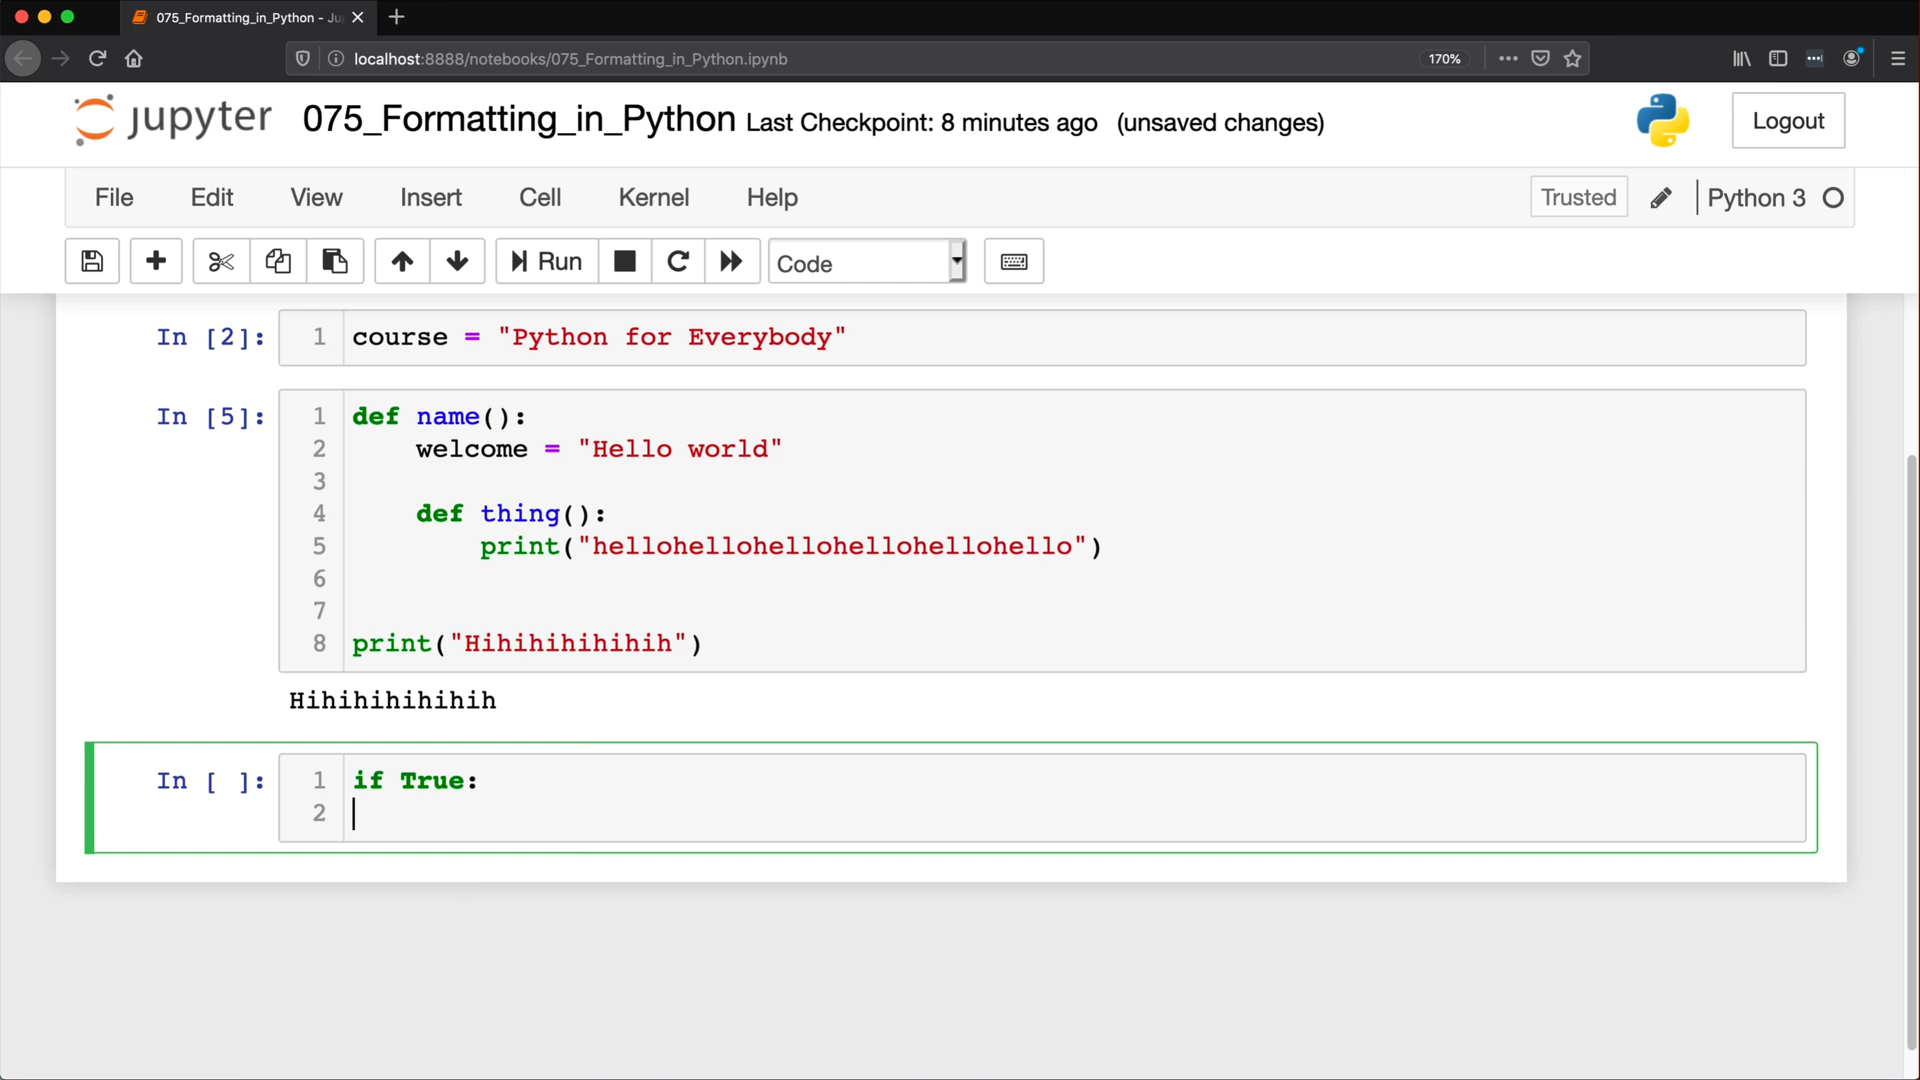 075_Formatting_in_Python - Ju
localhost:8888/notebooks/075_Formatting_in_Python.ipynb
170%
jupyter 075_Formatting_in_Python Last Checkpoint: 8 minutes ago (unsaved changes)
Logout
File Edit View Insert Cell Kernel Help
Trusted
Python 3
Run
Code
In [2]:
1 course = "Python for Everybody"
In [5]:
1 def name():
2     welcome = "Hello world"
3
4     def thing():
5         print("hellohellohellohellohellohello")
6
7
8 print("Hihihihihihih")
Hihihihihihih
In [ ]:
1 if True:
2